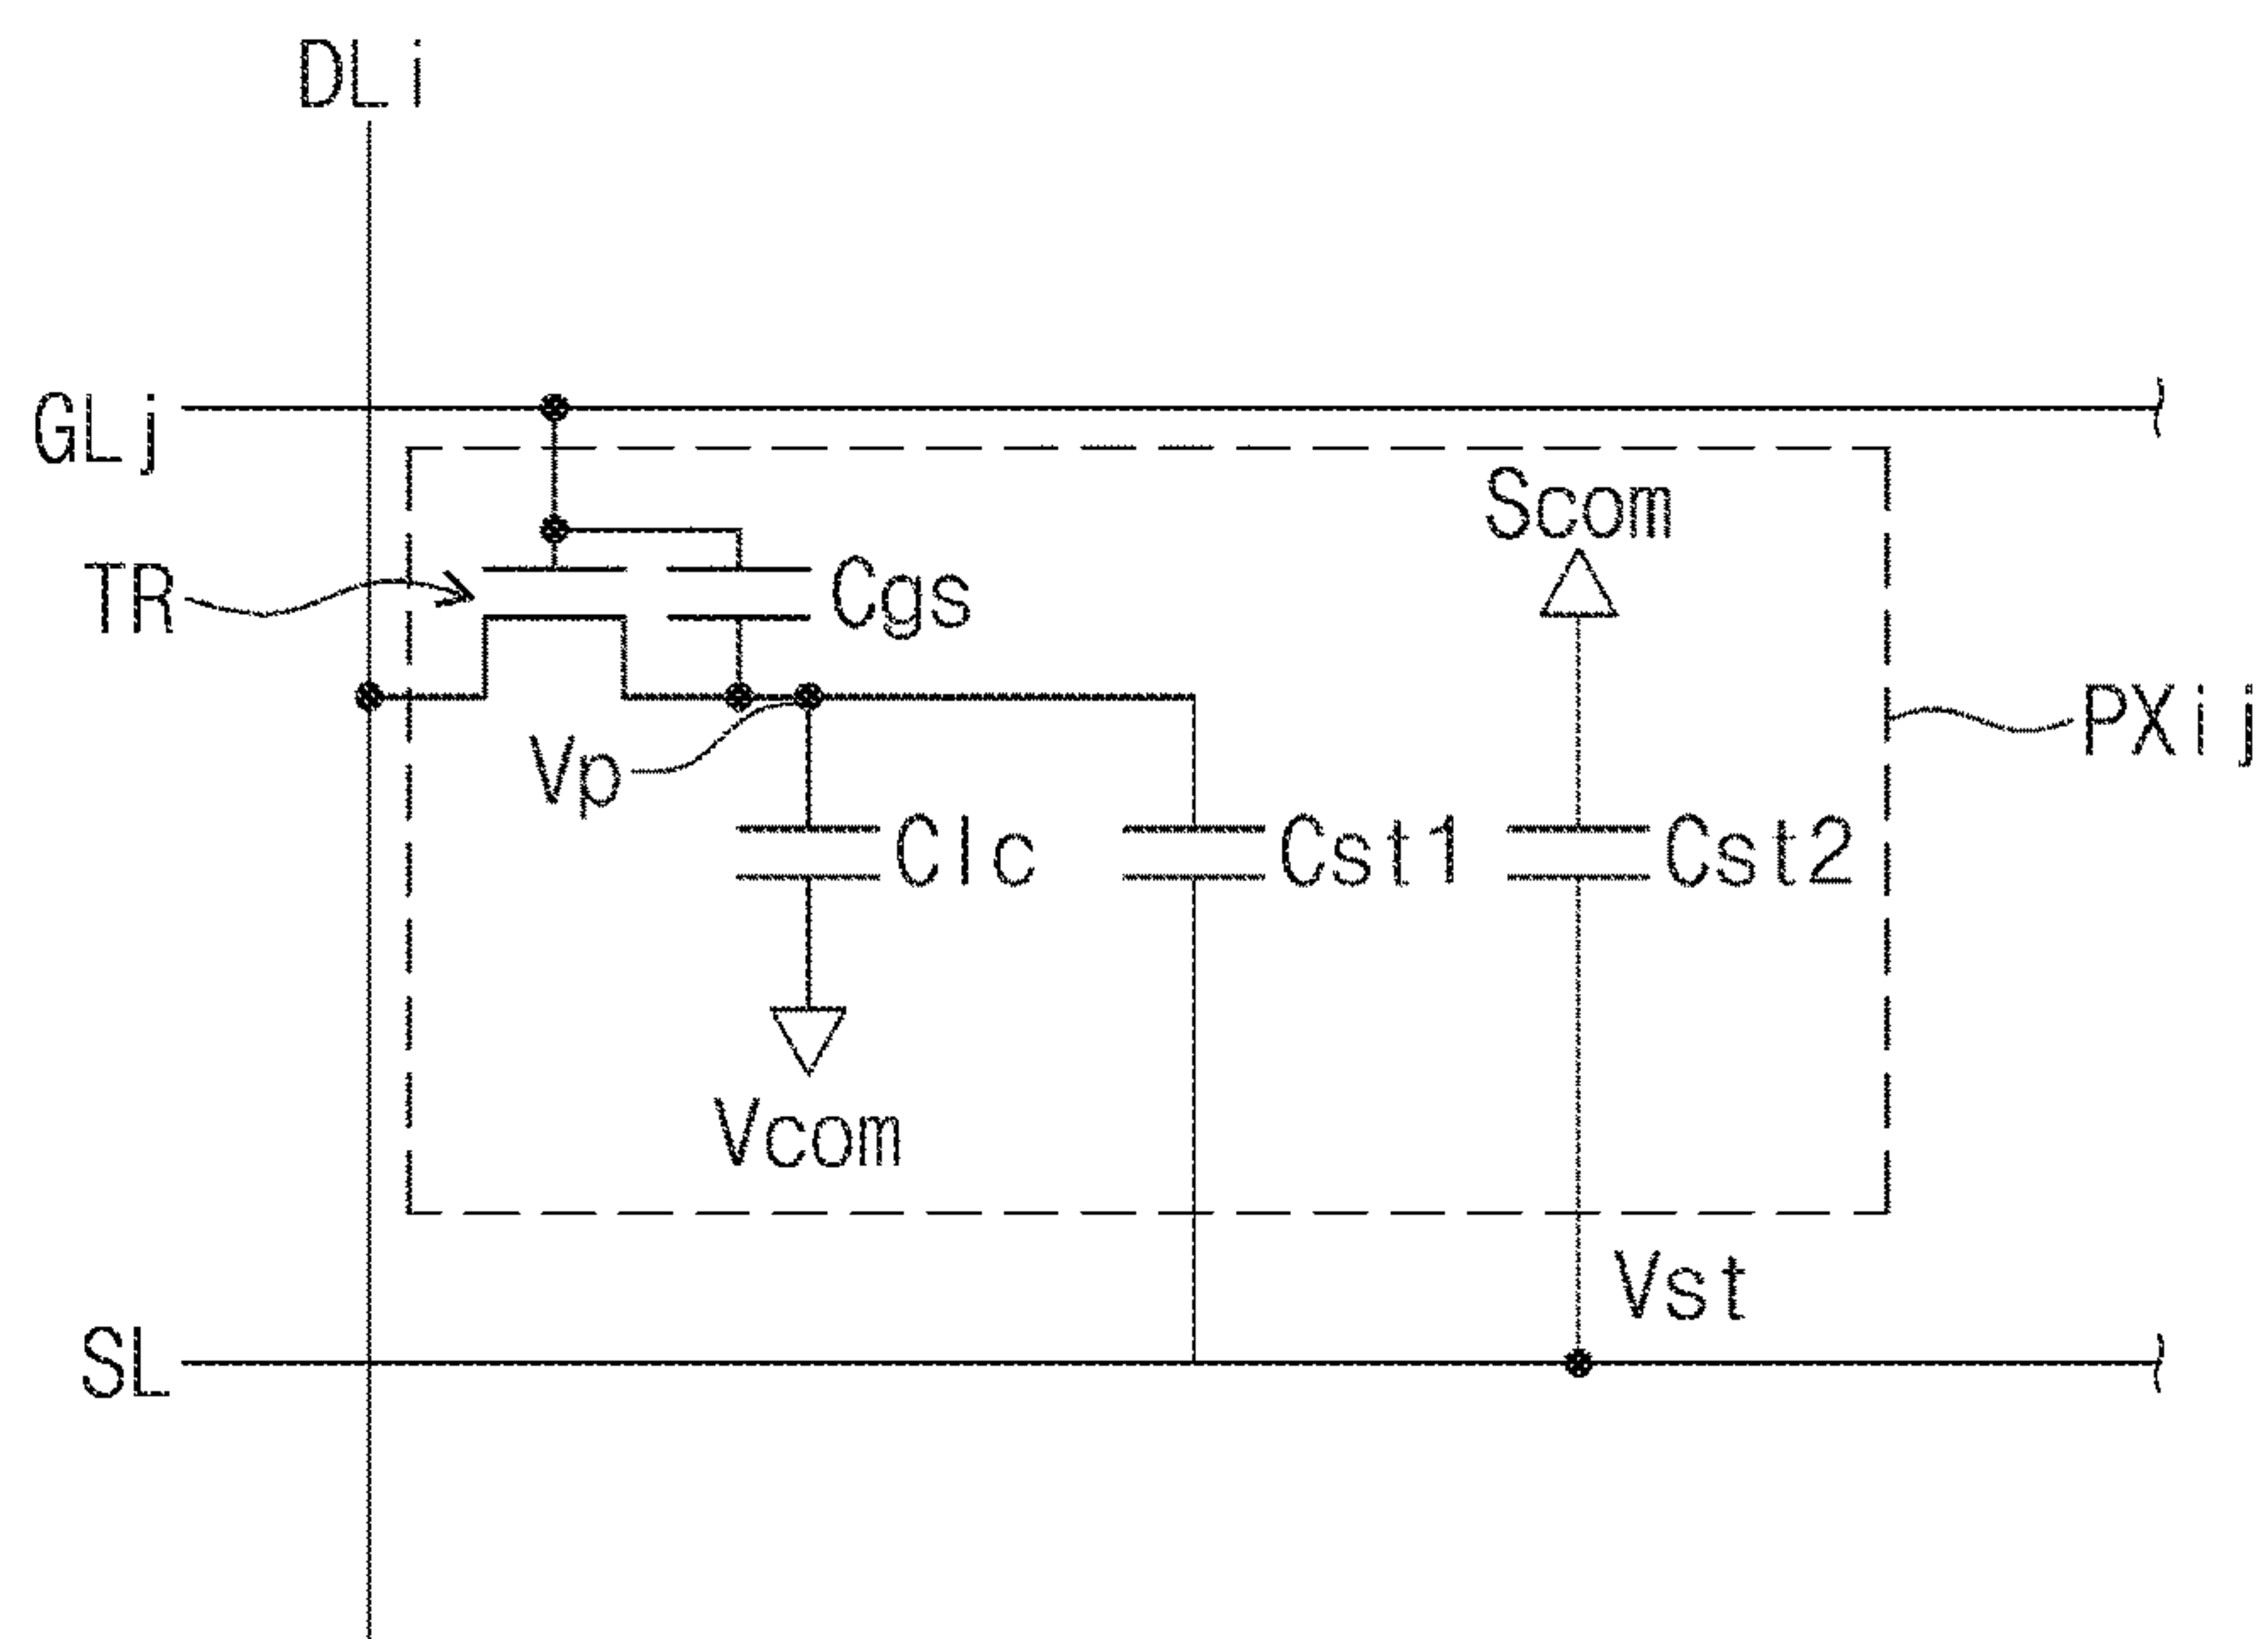 DLi
GLj
Scom
TR
Cgs
PXij
Vp
Clc
Cst1
Cst2
Vcom
Vst
SL